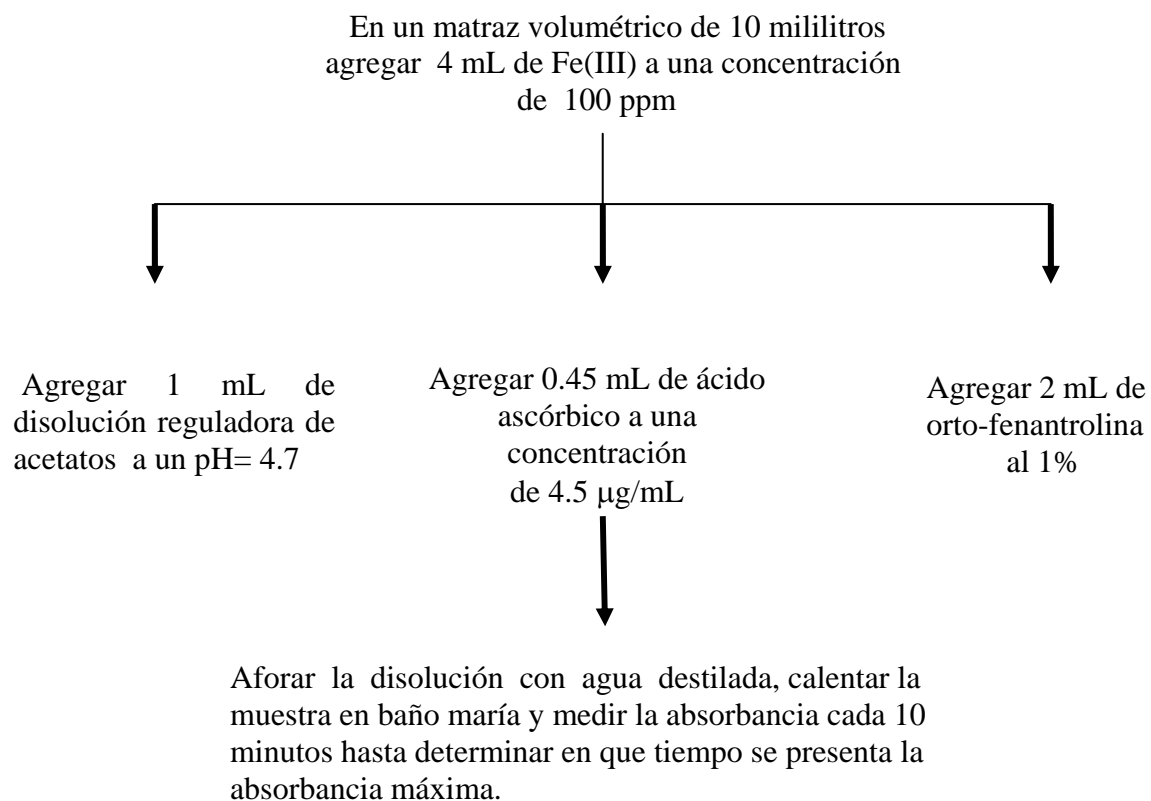 En un matraz volumétrico de 10 mililitros
agregar 4 mL de Fe(III) a una concentración
de 100 ppm
Agregar 1 mL de
disolución reguladora de
acetatos a un pH= 4.7
Agregar 0.45 mL de ácido
ascórbico a una
concentración
de 4.5 μg/mL
Agregar 2 mL de
orto-fenantrolina
al 1%
Aforar la disolución con agua destilada, calentar la
muestra en baño maría y medir la absorbancia cada 10
minutos hasta determinar en que tiempo se presenta la
absorbancia máxima.